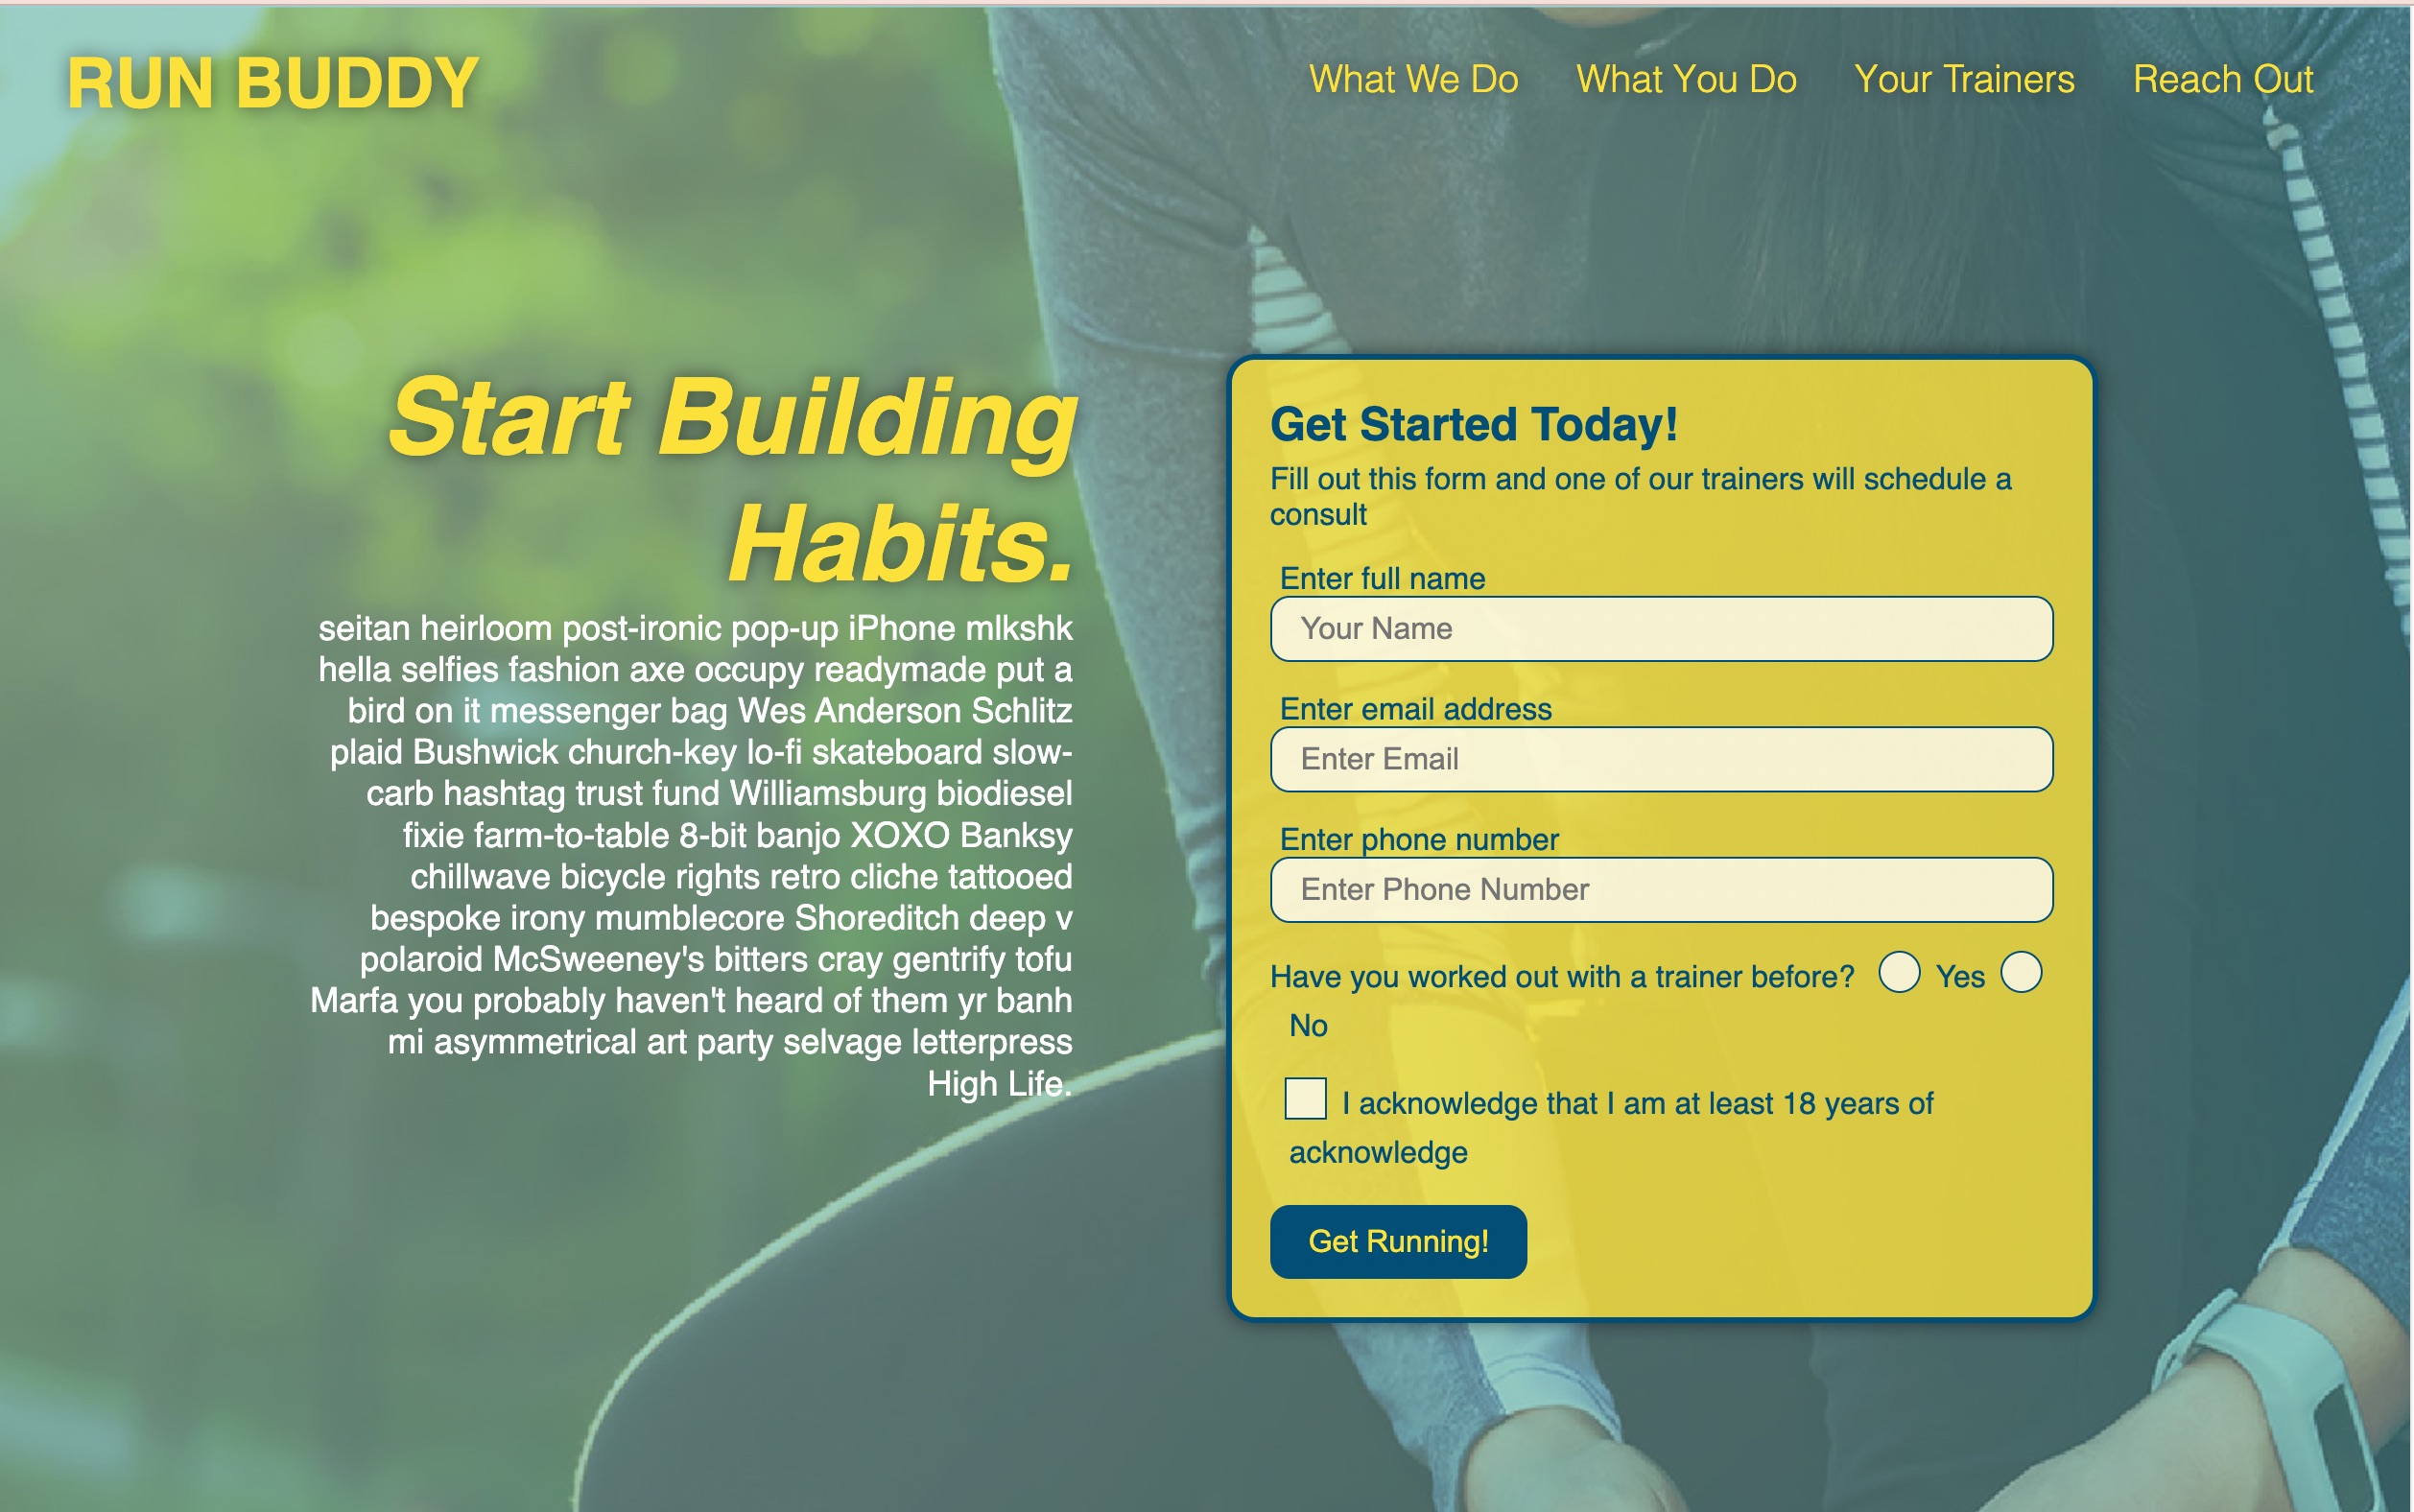 RUN BUDDY
What We Do
What You Do
Your Trainers
Reach Out
Start Building
Habits.
seitan heirloom post-ironic pop-up iPhone mlkshk
hella selfies fashion axe occupy readymade put a
bird on it messenger bag Wes Anderson Schlitz
plaid Bushwick church-key lo-fi skateboard slow-
carb hashtag trust fund Williamsburg biodiesel
fixie farm-to-table 8-bit banjo XOXO Banksy
chillwave bicycle rights retro cliche tattooed
bespoke irony mumblecore Shoreditch deep v
polaroid McSweeney's bitters cray gentrify tofu
Marfa you probably haven't heard of them yr banh
mi asymmetrical art party selvage letterpress
High Life.
Get Started Today!
Fill out this form and one of our trainers will schedule a
consult
Enter full name
Your Name
Enter email address
Enter Email
Enter phone number
Enter Phone Number
Have you worked out with a trainer before? Yes
No
I acknowledge that I am at least 18 years of
acknowledge
Get Running!